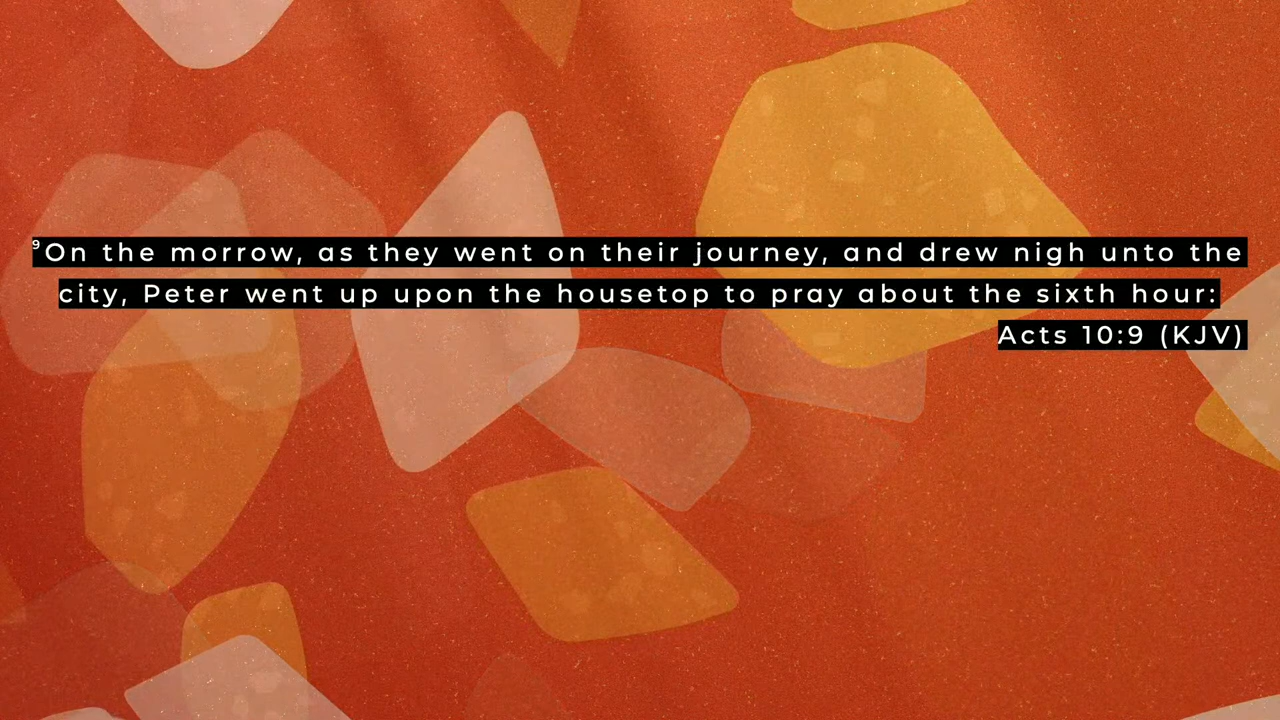 ⁹On the morrow, as they went on their journey, and drew nigh unto the
city, Peter went up upon the housetop to pray about the sixth hour:
Acts 10:9 (KJV)